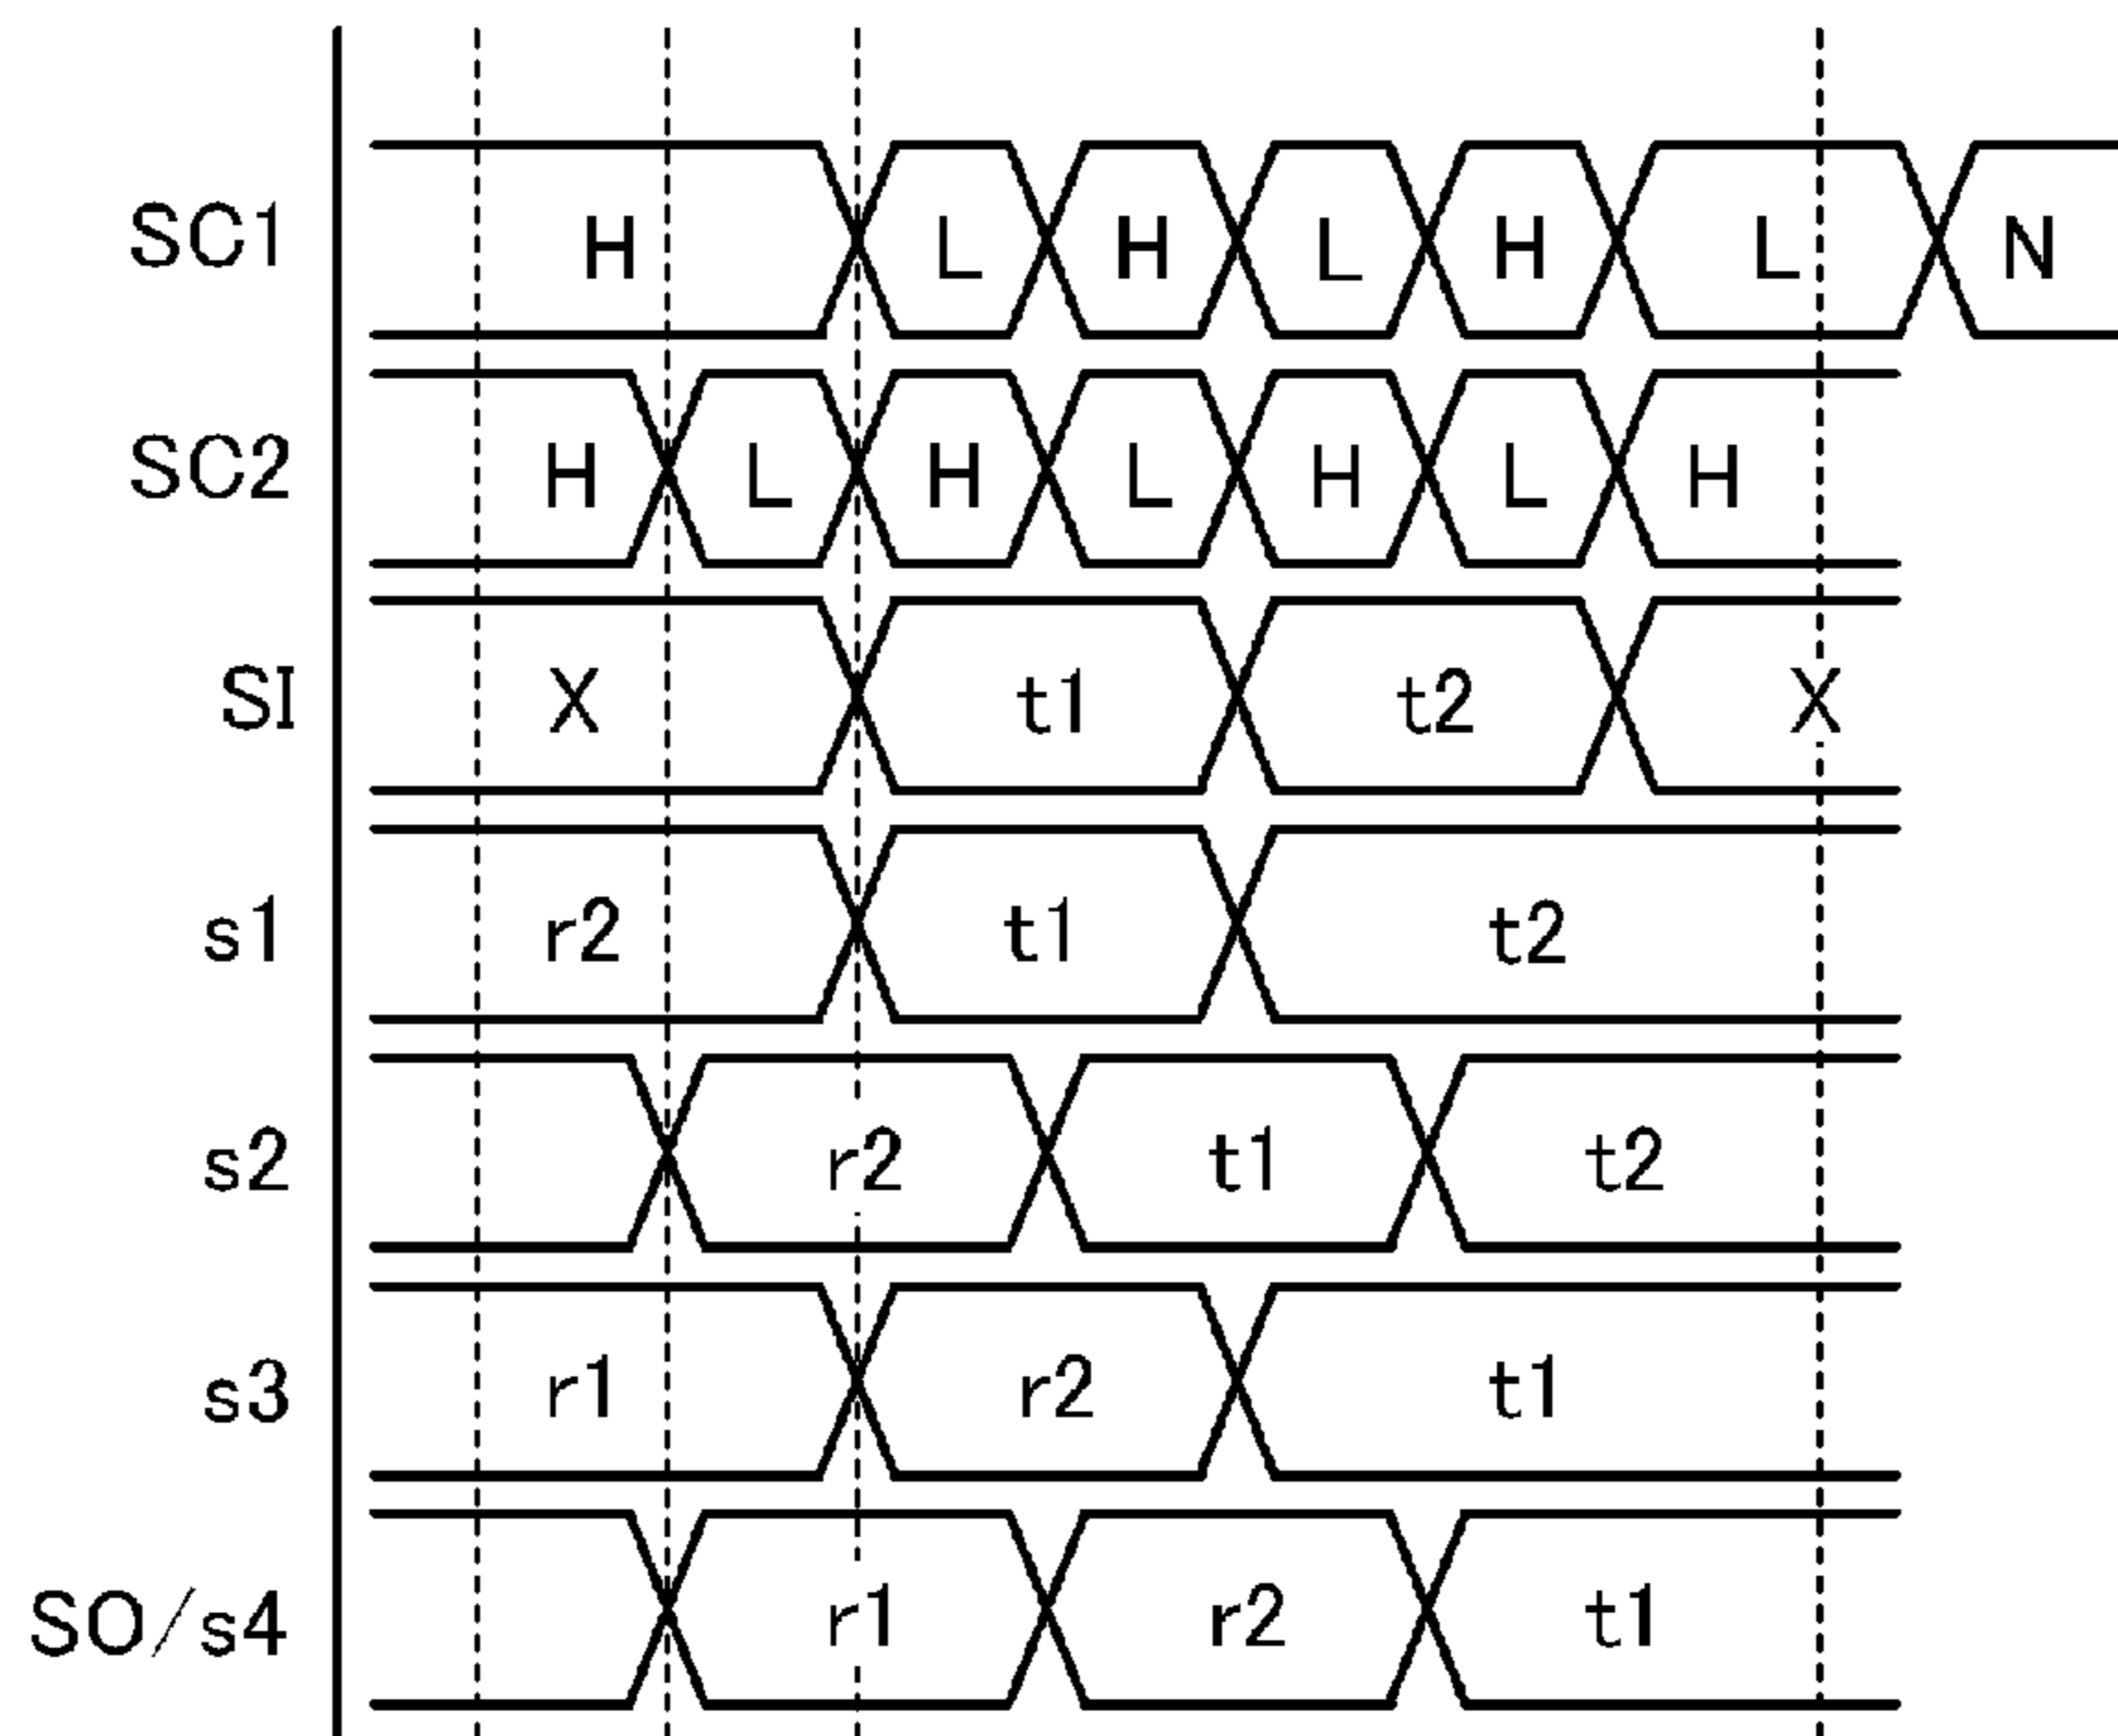 SC1 H L H L H L N
SC2 H L H L H L H
SI X t1 t2 X
s1 r2 t1 t2
s2 r2 t1 t2
s3 r1 r2 t1
SO/s4 r1 r2 t1